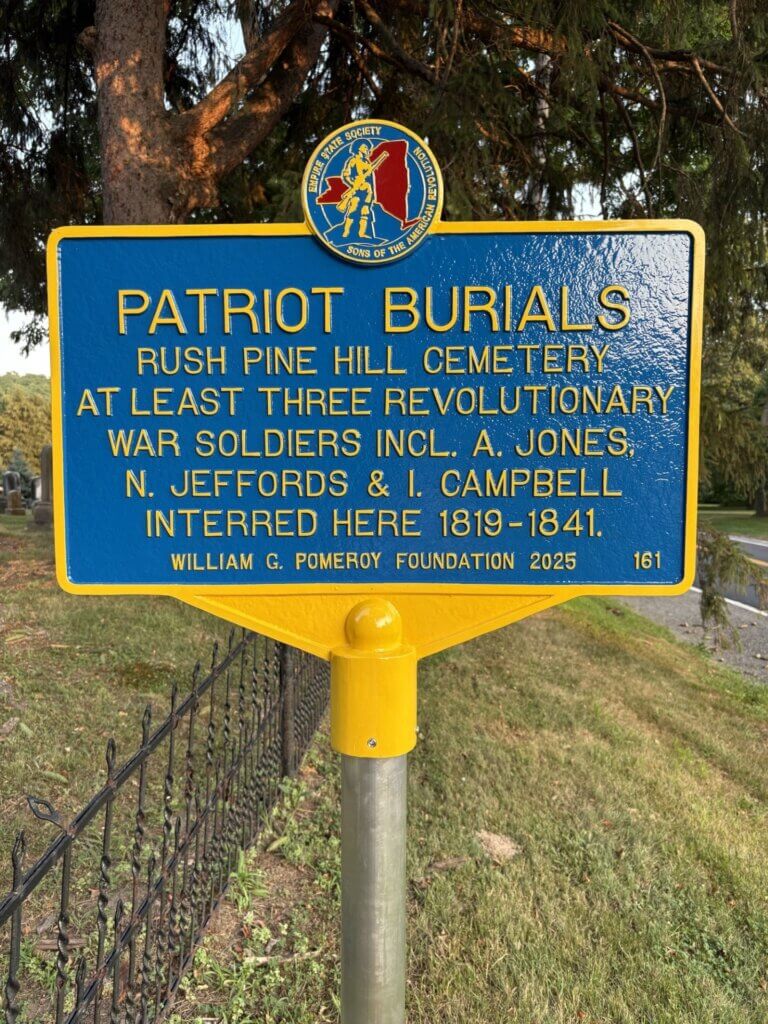 EMPIRE STATE SOCIETY
SONS OF THE AMERICAN REVOLUTION
PATRIOT BURIALS
RUSH PINE HILL CEMETERY
AT LEAST THREE REVOLUTIONARY
WAR SOLDIERS INCL. A. JONES,
N. JEFFORDS & I. CAMPBELL
INTERRED HERE 1819-1841.
WILLIAM G. POMEROY FOUNDATION 2025 161